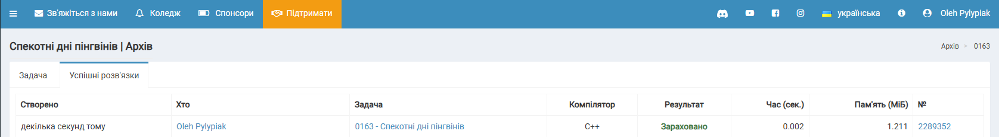 Зв'яжіться з нами Коледж Спонсори Підтримати українська Oleh Pylypiak
Спекотні дні пінгвінів | Архів Архів > 0163
Задача Успішні розв'язки
Створено Хто Задача Компілятор Результат Час (сек.) Пам'ять (МіБ) №
декілька секунд тому Oleh Pylypiak 0163 - Спекотні дні пінгвінів C++ Зараховано 0.002 1.211 2289352